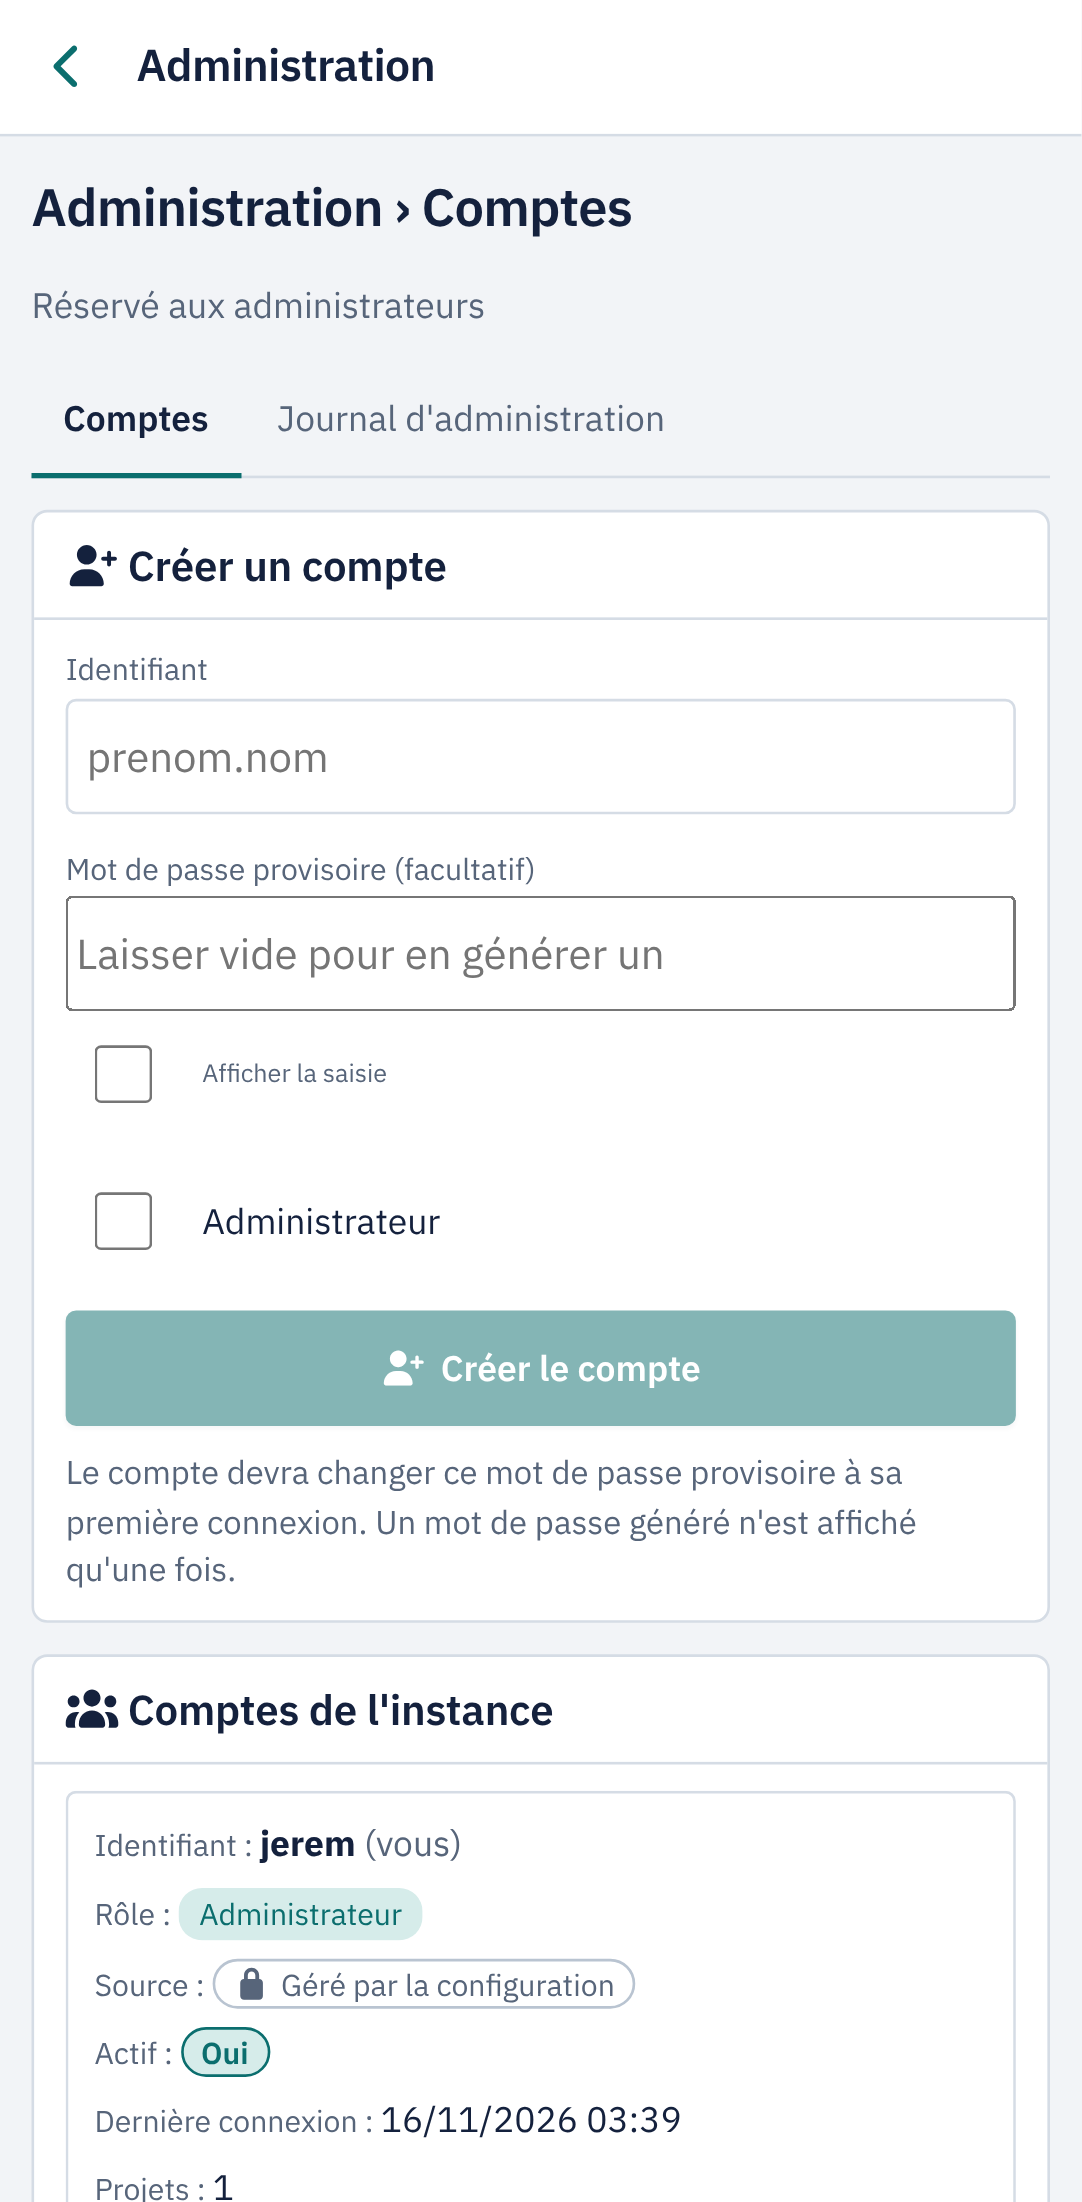 Administration
Administration › Comptes
Réservé aux administrateurs
Comptes
Journal d'administration
Créer un compte
Identifiant
prenom.nom
Mot de passe provisoire (facultatif)
Laisser vide pour en générer un
Afficher la saisie
Administrateur
Créer le compte
Le compte devra changer ce mot de passe provisoire à sa
première connexion. Un mot de passe généré n'est affiché
qu'une fois.
Comptes de l'instance
Identifiant : jerem (vous)
Rôle : Administrateur
Source : Géré par la configuration
Actif : Oui
Dernière connexion : 16/11/2026 03:39
Projets : 1